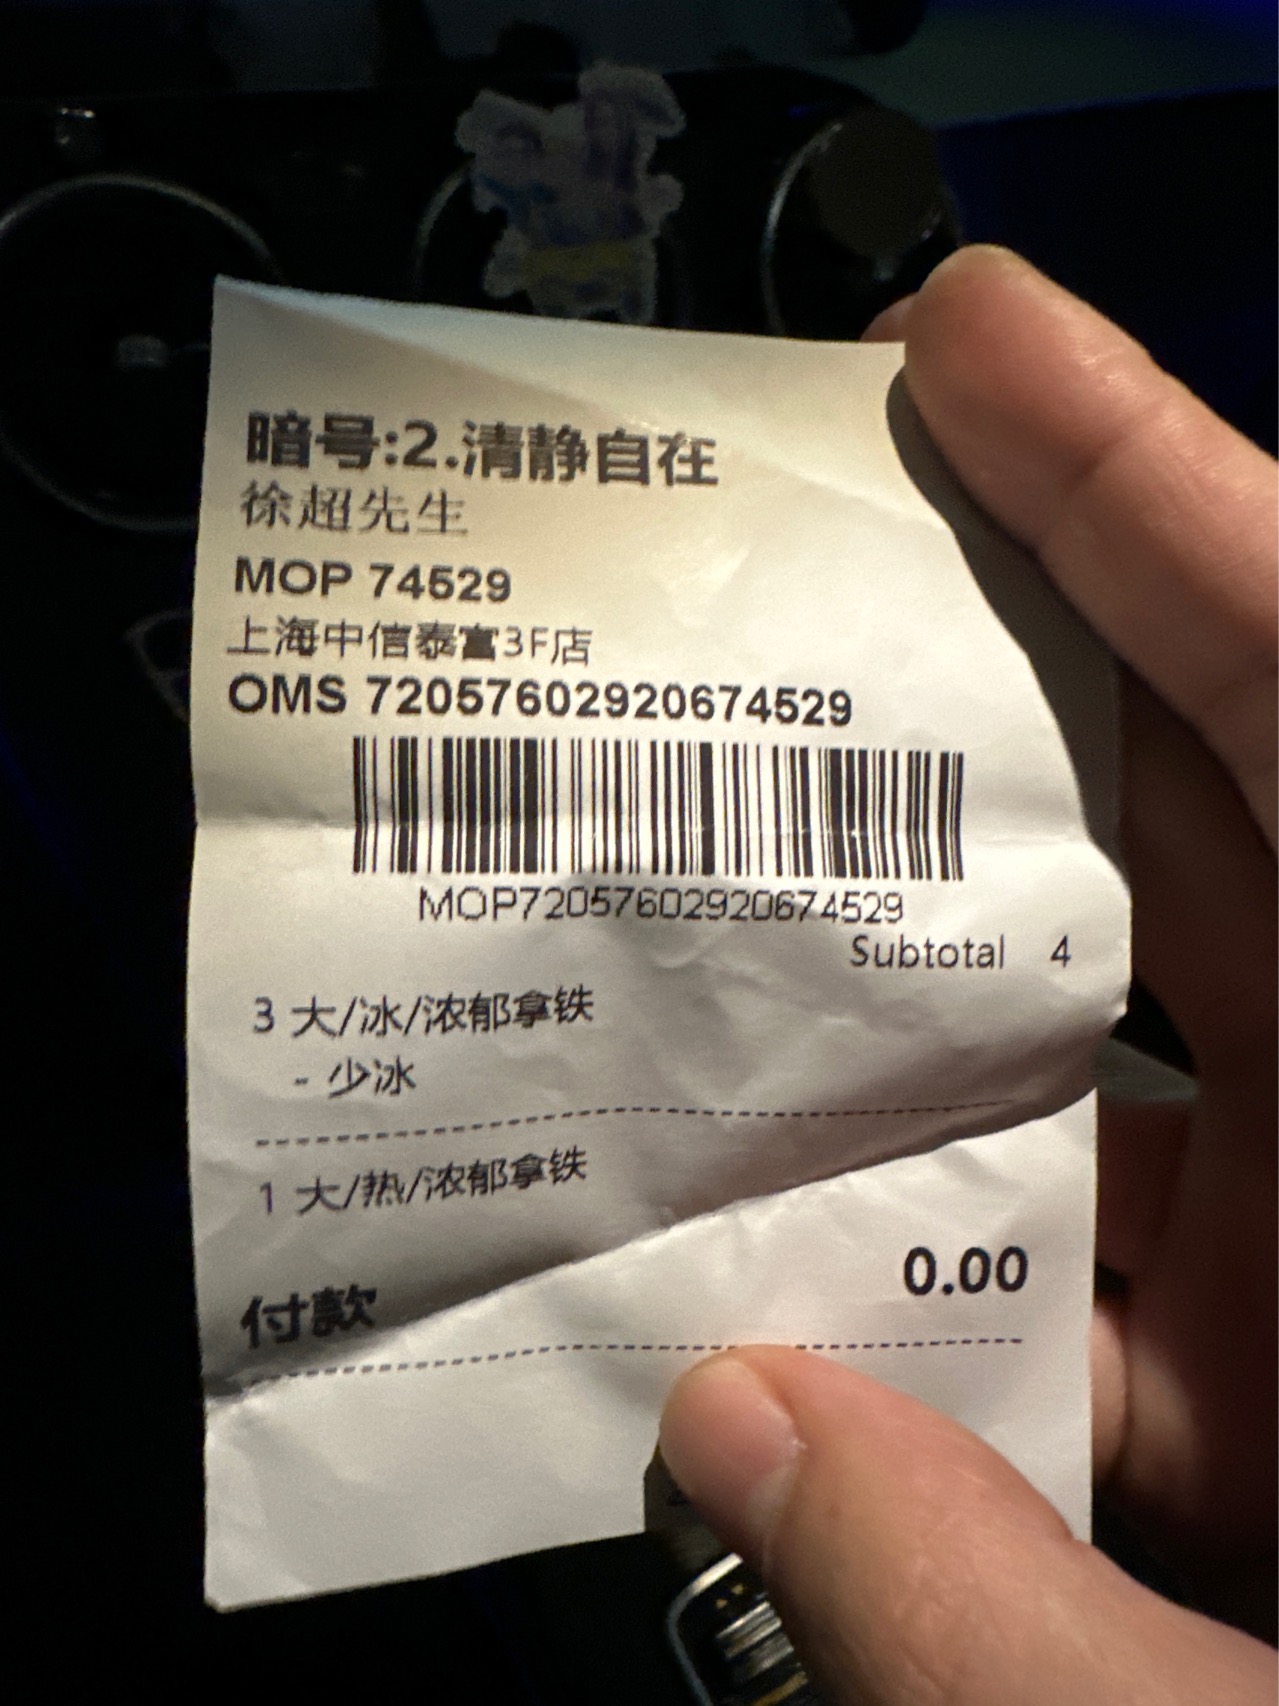 暗号:2.清静自在
徐超先生
MOP 74529
上海中信泰富3F店
OMS 72057602920674529
MOP72057602920674529
Subtotal 4
3 大/冰/浓郁拿铁
- 少冰
1 大/热/浓郁拿铁
付款 0.00